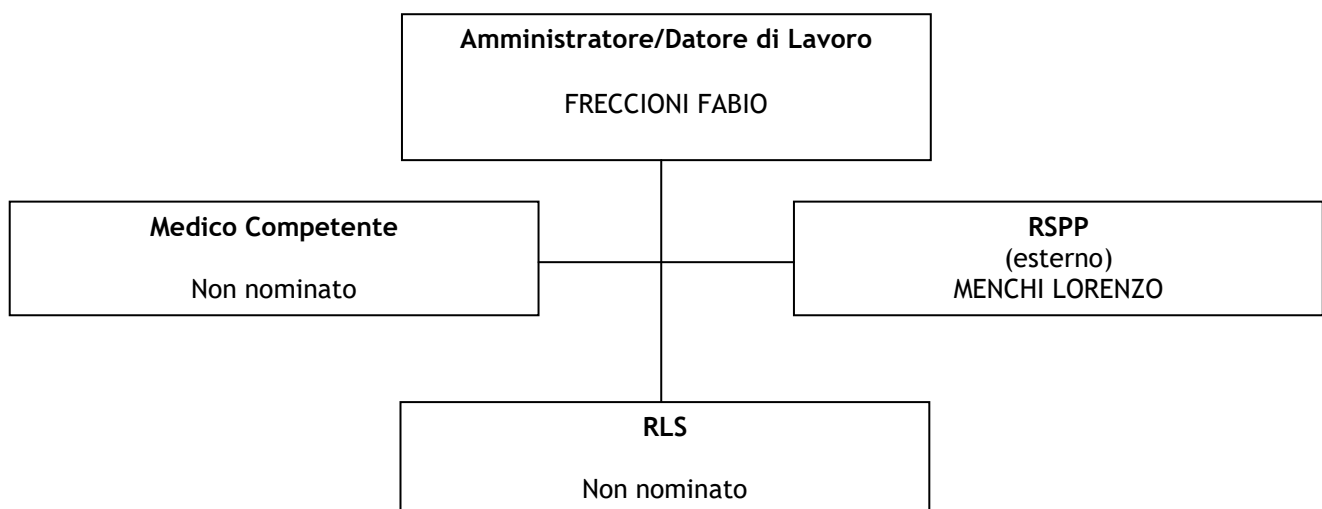 Amministratore/Datore di Lavoro
FRECCIONI FABIO
Medico Competente
Non nominato
RSPP
(esterno)
MENCHI LORENZO
RLS
Non nominato